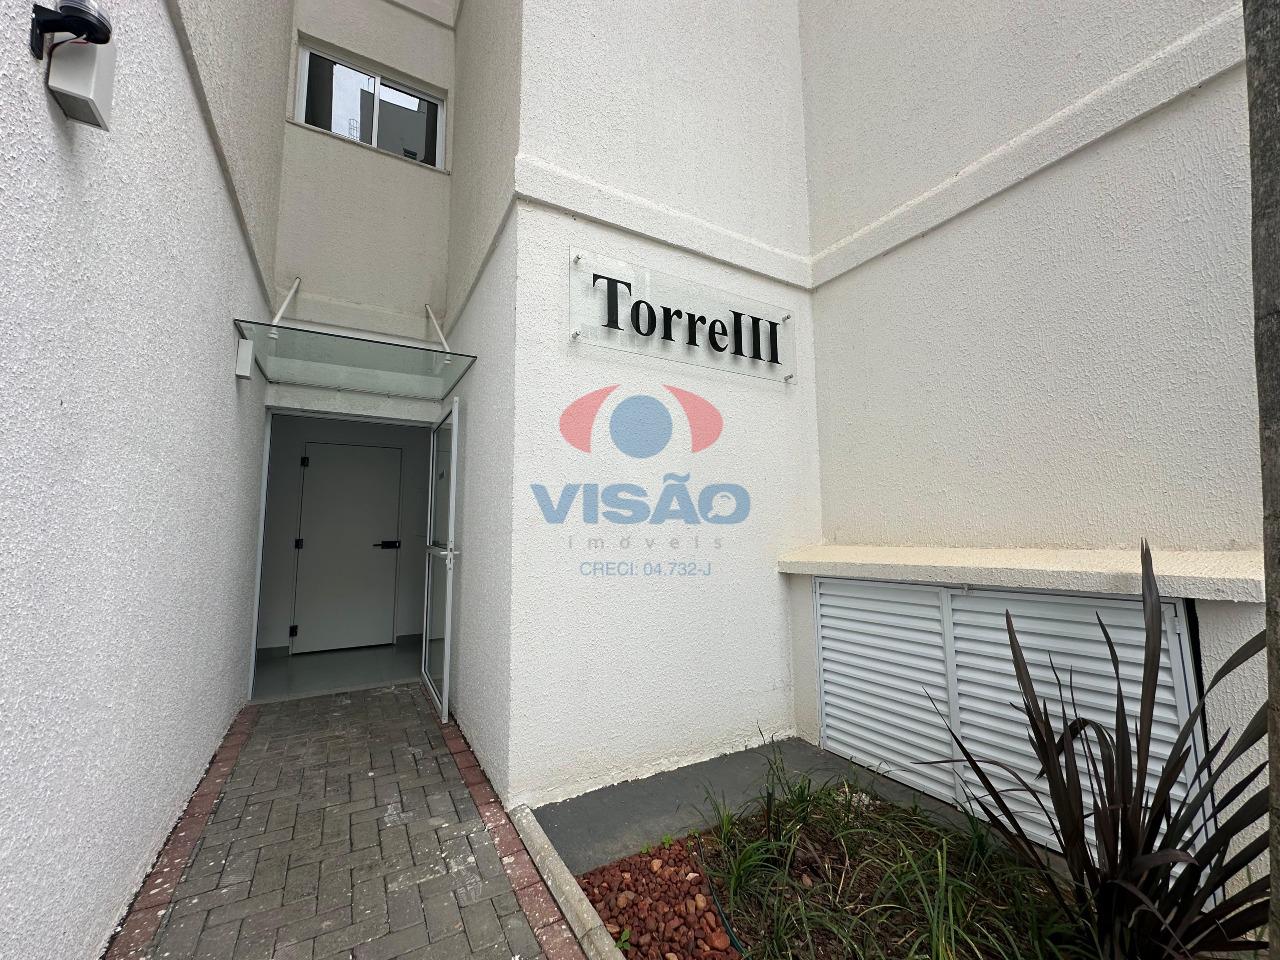 TorreIII
VISÃO
imóveis
CRECI: 04.732-J